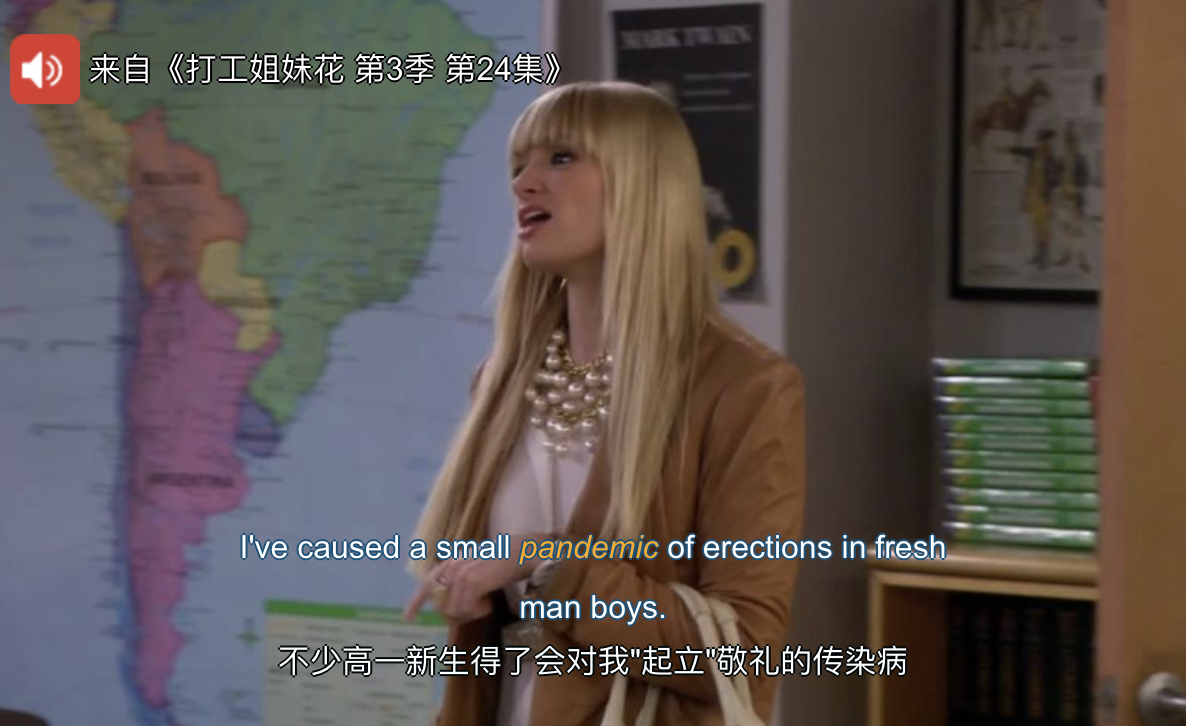 来自《打工姐妹花 第3季 第24集》
MARK TWAIN
BOLIVIA
ARGENTINA
I've caused a small pandemic of erections in fresh
man boys.
不少高一新生得了会对我"起立"敬礼的传染病